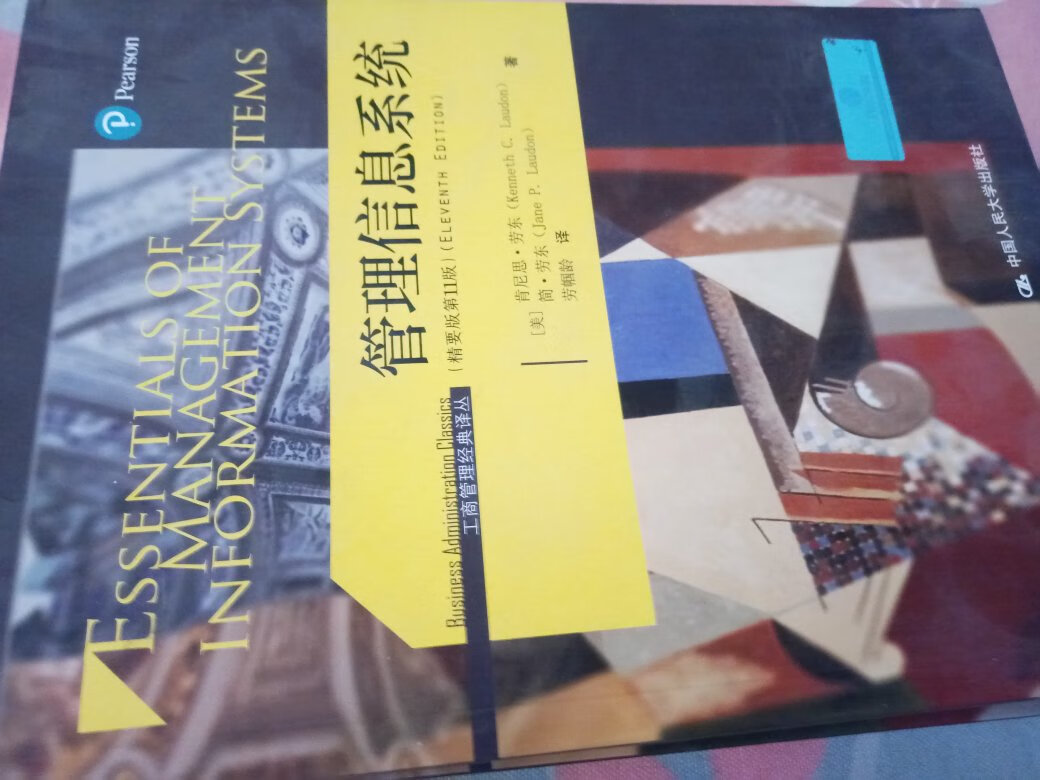 Pearson
ESSENTIALS OF
MANAGEMENT
INFORMATION SYSTEMS
管理信息系统
(精要版第11版)(ELEVENTH EDITION)
Business Administration Classics
工商管理经典译丛
[美] 肯尼思·劳东 (Kenneth C. Laudon) 著
简·劳东 (Jane P. Laudon)
劳帼龄 译
中国人民大学出版社